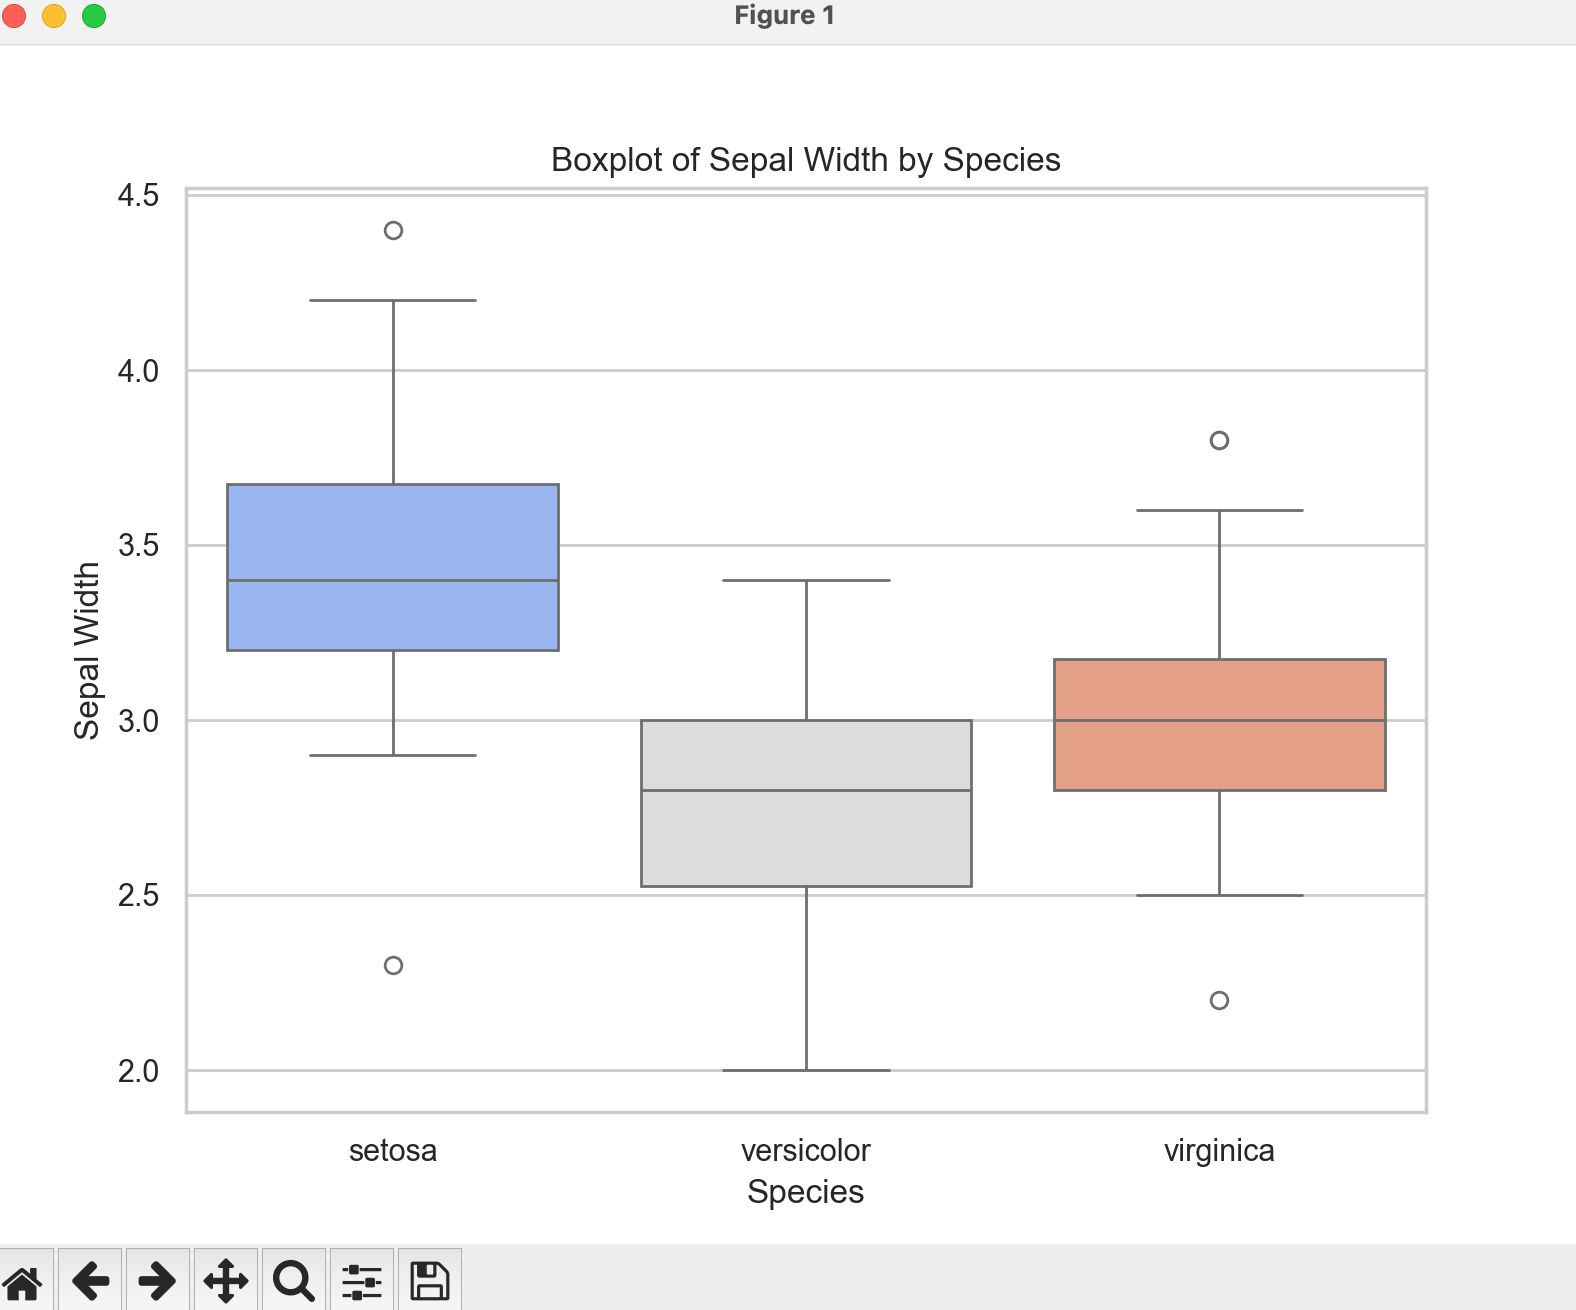 Figure 1
Boxplot of Sepal Width by Species
4.5
4.0
3.5
3.0
2.5
2.0
Sepal Width
setosa
versicolor
virginica
Species